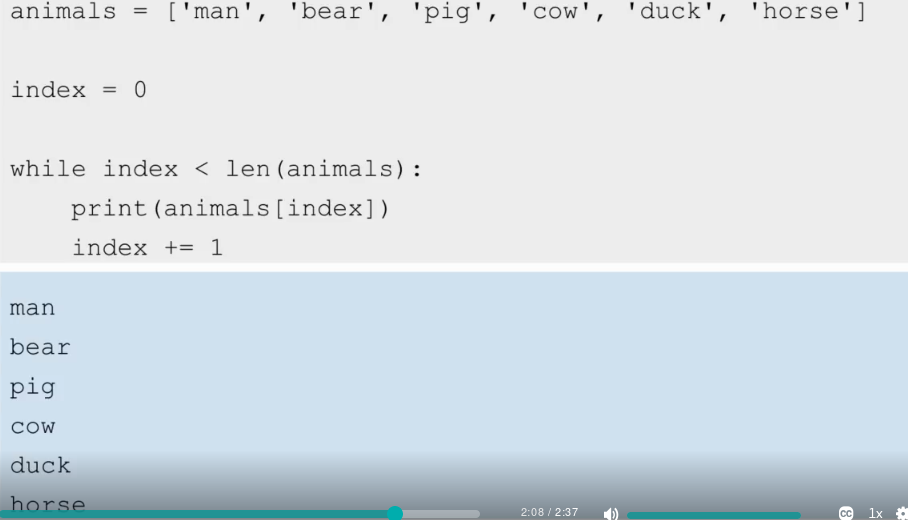 animals = ['man', 'bear', 'pig', 'cow', 'duck', 'horse']
index = 0
while index < len(animals):
    print(animals[index])
    index += 1
man
bear
pig
cow
duck
horse
2:08 / 2:37
CC
1x